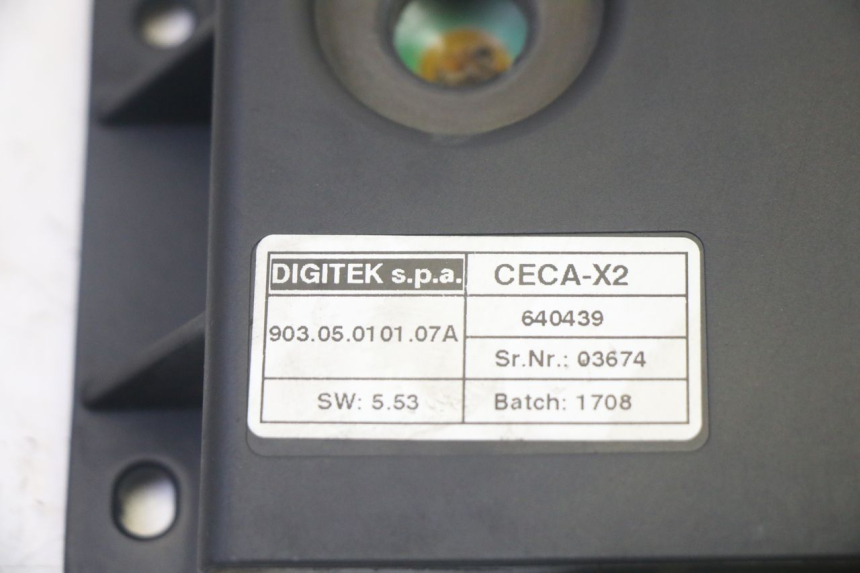 DIGITEK s.p.a.
CECA-X2
903.05.0101.07A
640439
Sr.Nr.: 03674
SW: 5.53
Batch: 1708